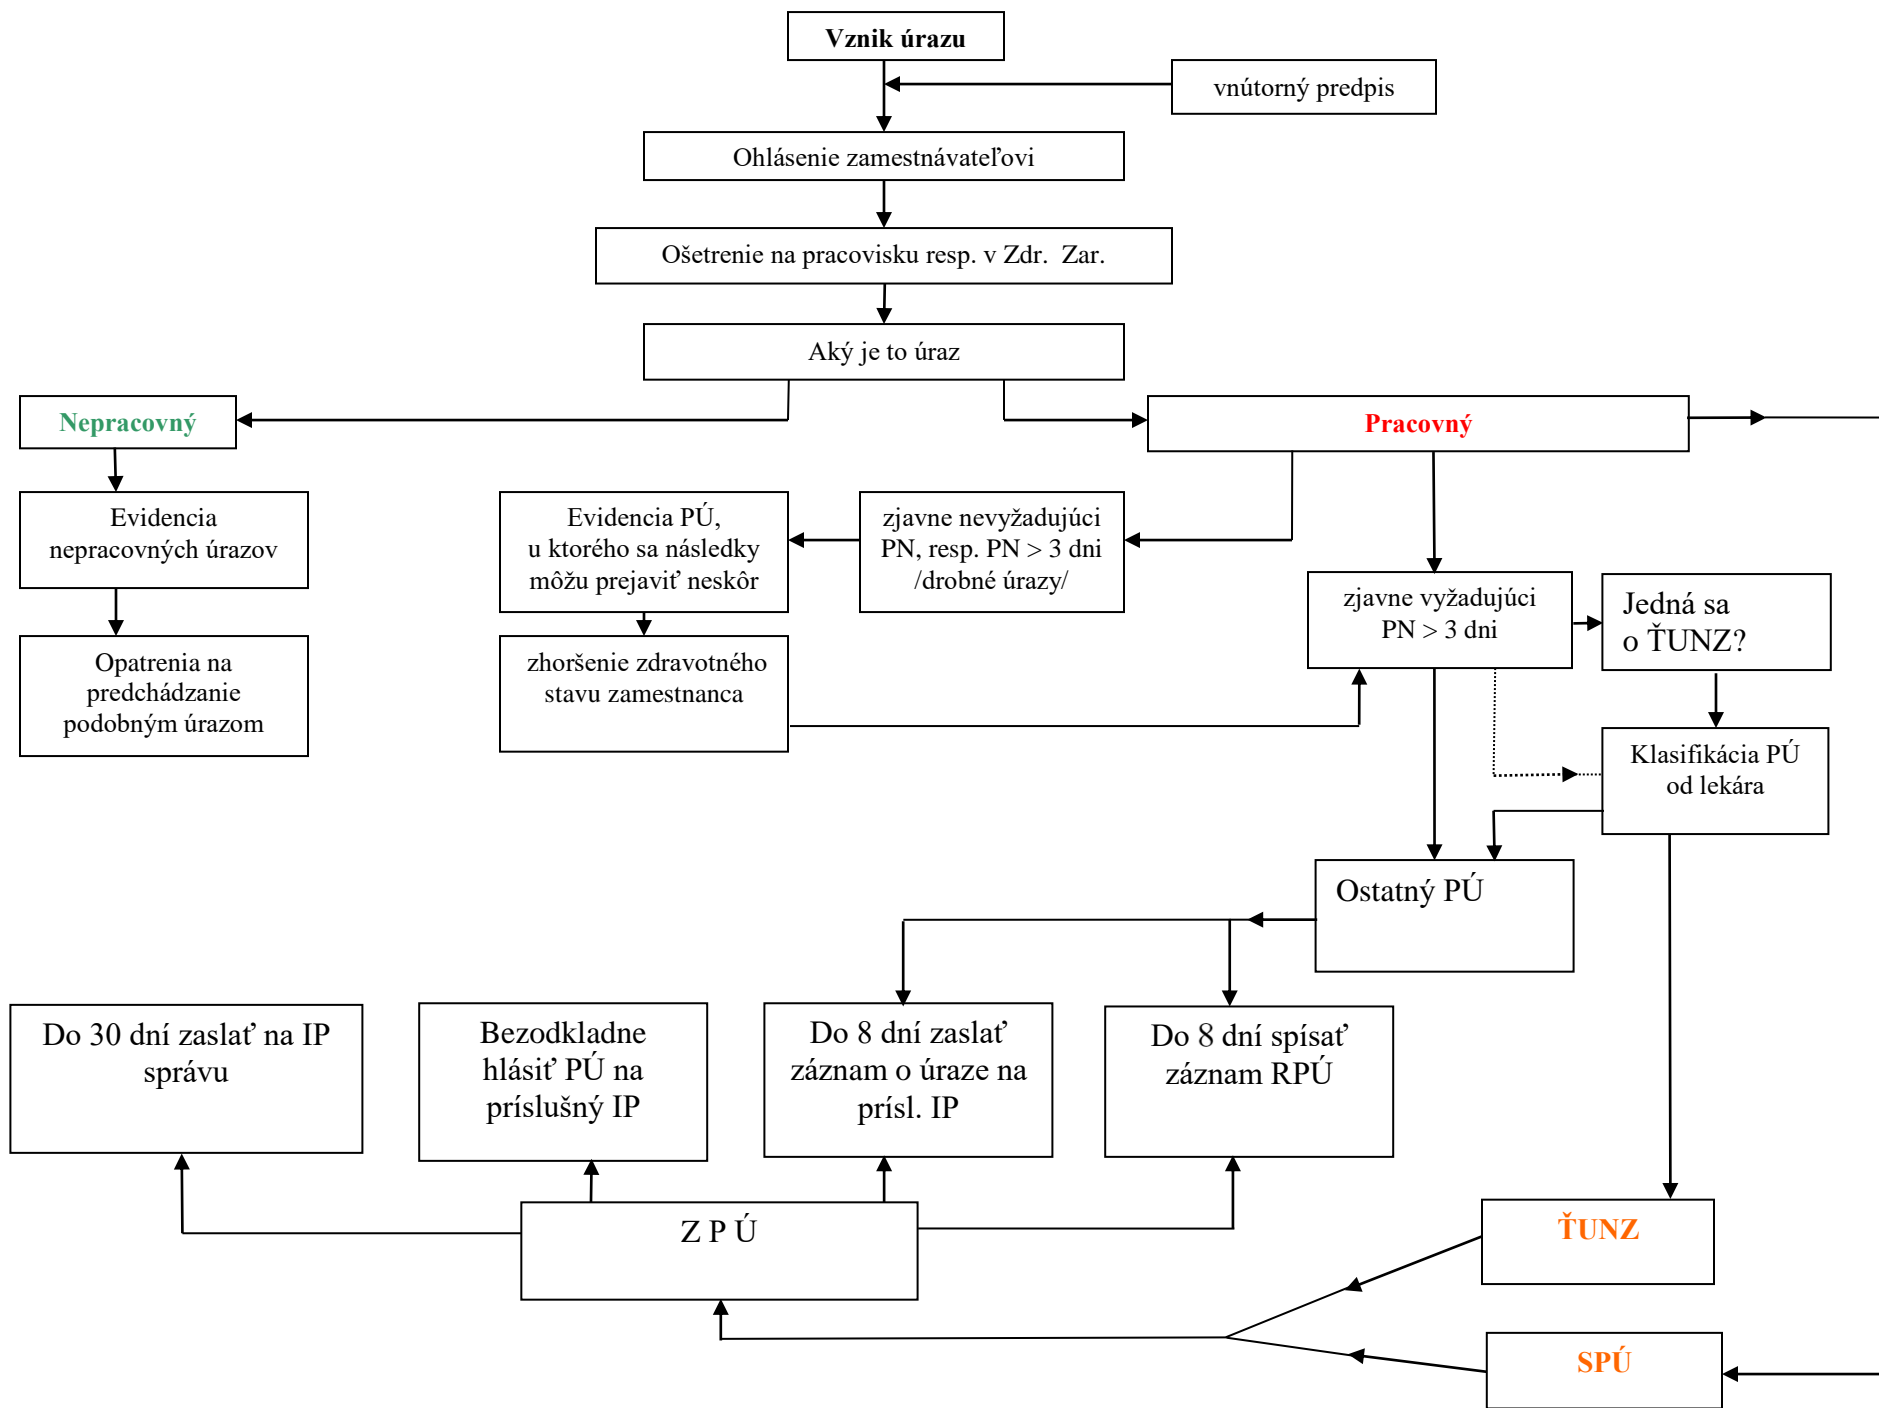 Vznik úrazu
vnútorný predpis
Ohlásenie zamestnávateľovi
Ošetrenie na pracovisku resp. v Zdr. Zar.
Aký je to úraz
Nepracovný
Pracovný
Evidencia
nepracovných úrazov
Evidencia PÚ,
u ktorého sa následky
môžu prejaviť neskôr
zjavne nevyžadujúci
PN, resp. PN > 3 dni
/drobné úrazy/
zjavne vyžadujúci
PN > 3 dni
Jedná sa
o ŤUNZ?
Opatrenia na
predchádzanie
podobným úrazom
zhoršenie zdravotného
stavu zamestnanca
Klasifikácia PÚ
od lekára
Ostatný PÚ
Do 30 dní zaslať na IP
správu
Bezodkladne
hlásiť PÚ na
príslušný IP
Do 8 dní zaslať
záznam o úraze na
prísl. IP
Do 8 dní spísať
záznam RPÚ
Z P Ú
ŤUNZ
SPÚ